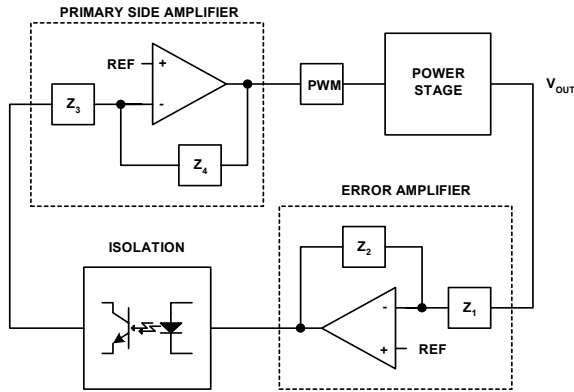 PRIMARY SIDE AMPLIFIER
REF
+
-
Z3
Z4
PWM
POWER
STAGE
VOUT
ERROR AMPLIFIER
ISOLATION
Z2
-
Z1
+
REF